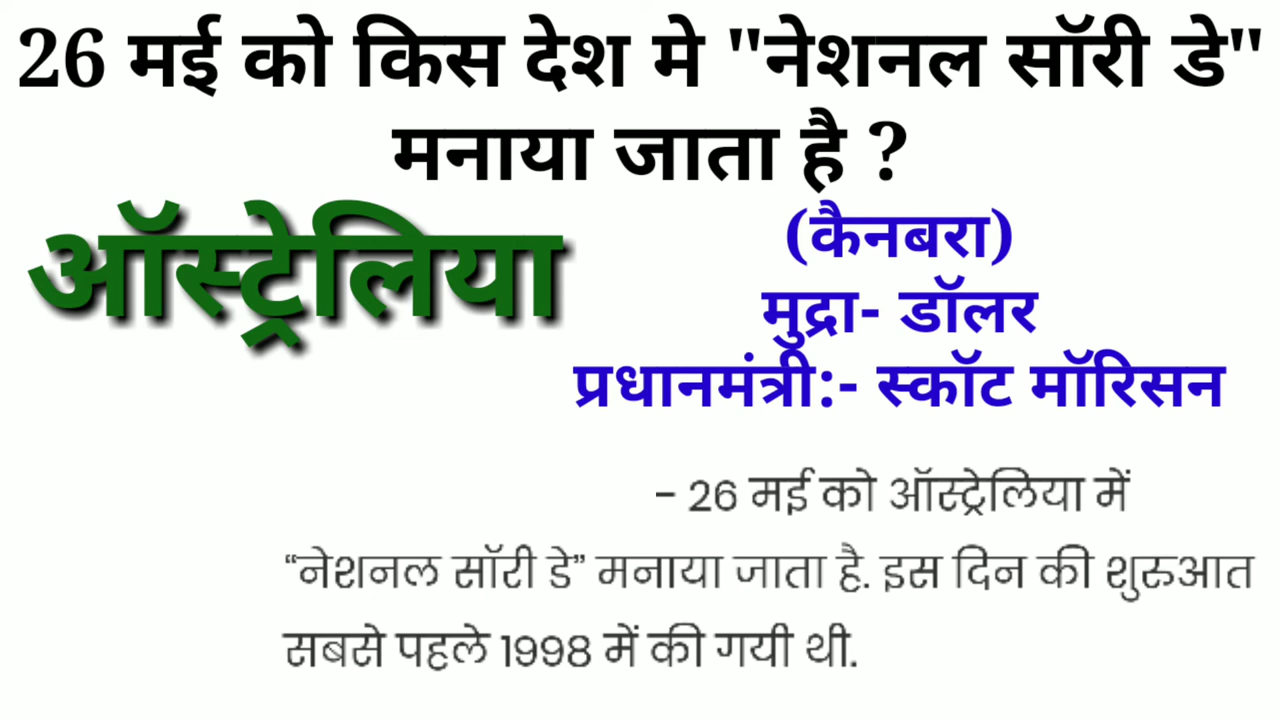 26 मई को किस देश मे "नेशनल सॉरी डे"
मनाया जाता है ?
ऑस्ट्रेलिया
(कैनबरा)
मुद्रा- डॉलर
प्रधानमंत्री:- स्कॉट मॉरिसन
- 26 मई को ऑस्ट्रेलिया में
“नेशनल सॉरी डे” मनाया जाता है. इस दिन की शुरुआत
सबसे पहले 1998 में की गयी थी.